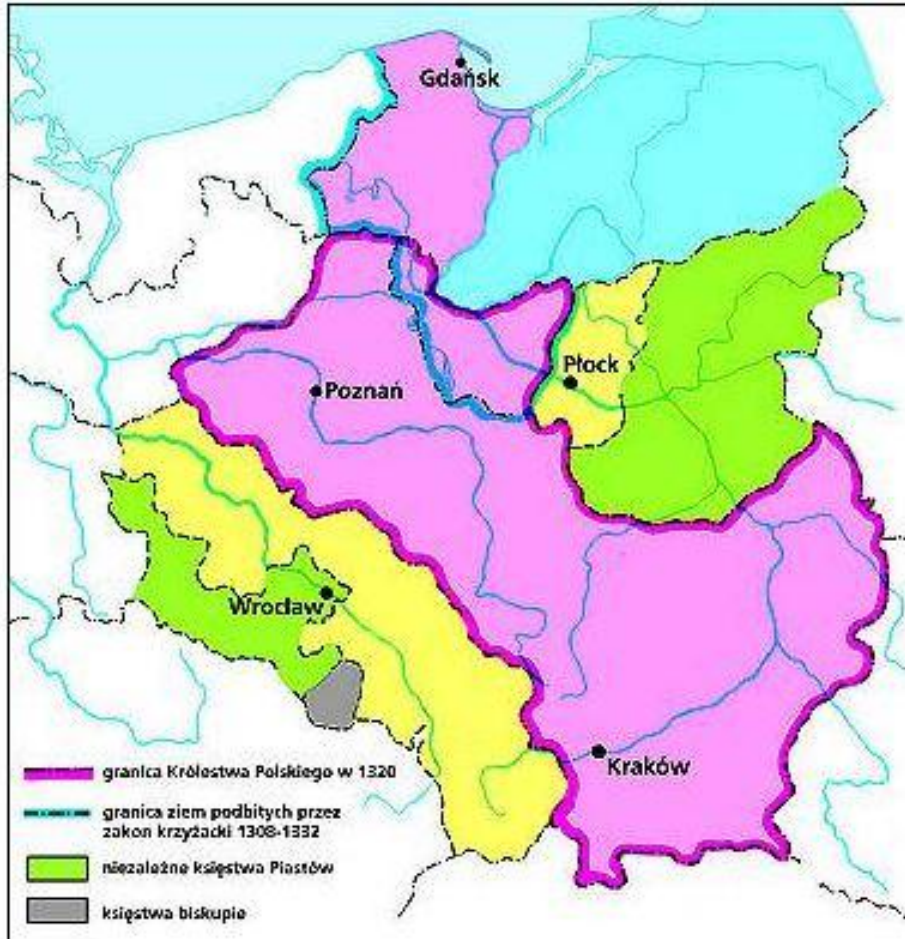 Gdańsk
Płock
Poznań
Wrocław
Kraków
granica Królestwa Polskiego w 1320
granica ziem podbitych przez
zakon krzyżacki 1308-1332
niezależne księstwa Piastów
księstwa biskupie